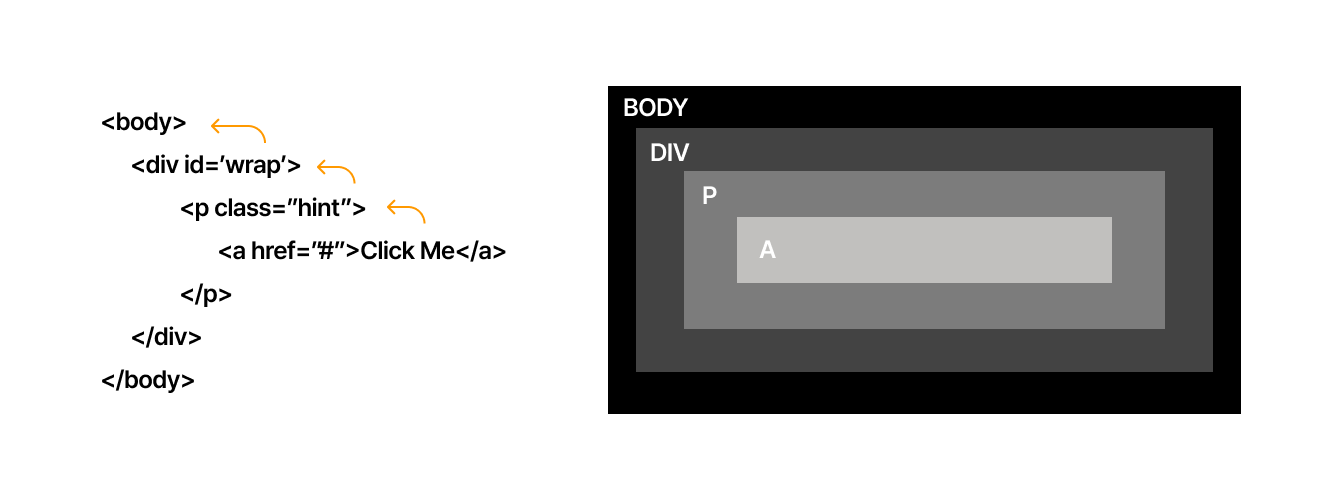 <body>
<div id=’wrap’>
<p class=”hint”>
<a href=”#”>Click Me</a>
</p>
</div>
</body>
BODY
DIV
P
A